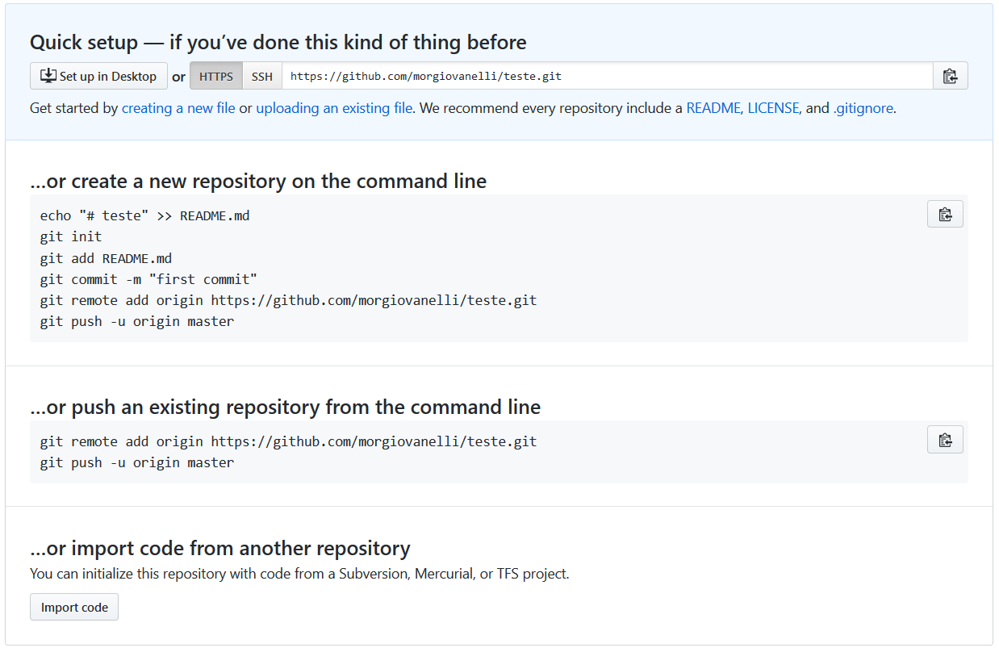 Quick setup — if you’ve done this kind of thing before
Set up in Desktop or HTTPS SSH https://github.com/morgiovanelli/teste.git
Get started by creating a new file or uploading an existing file. We recommend every repository include a README, LICENSE, and .gitignore.
…or create a new repository on the command line
echo "# teste" >> README.md
git init
git add README.md
git commit -m "first commit"
git remote add origin https://github.com/morgiovanelli/teste.git
git push -u origin master
…or push an existing repository from the command line
git remote add origin https://github.com/morgiovanelli/teste.git
git push -u origin master
…or import code from another repository
You can initialize this repository with code from a Subversion, Mercurial, or TFS project.
Import code